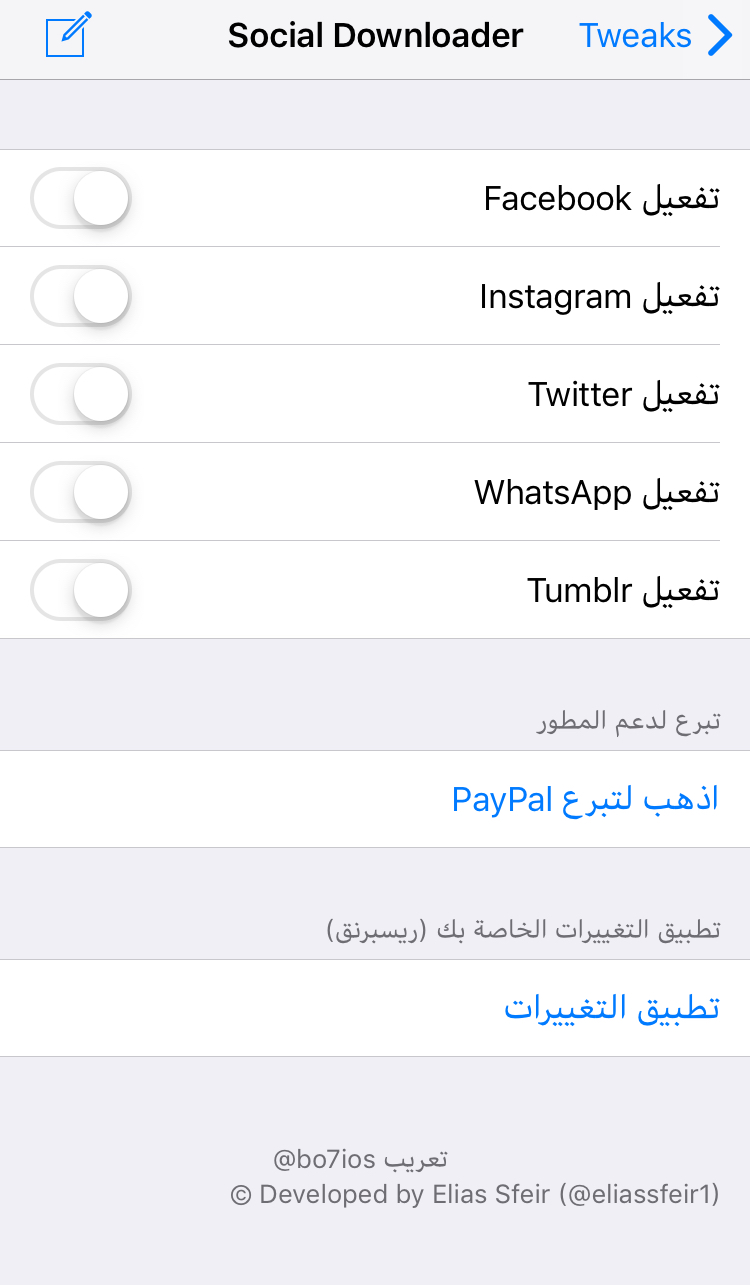 Tweaks
Social Downloader
تفعيل Facebook
تفعيل Instagram
تفعيل Twitter
تفعيل WhatsApp
تفعيل Tumblr
تبرع لدعم المطور
اذهب لتبرع PayPal
تطبيق التغييرات الخاصة بك (ريسبرنق)
تطبيق التغييرات
تعريب @bo7ios
© Developed by Elias Sfeir (@eliassfeir1)